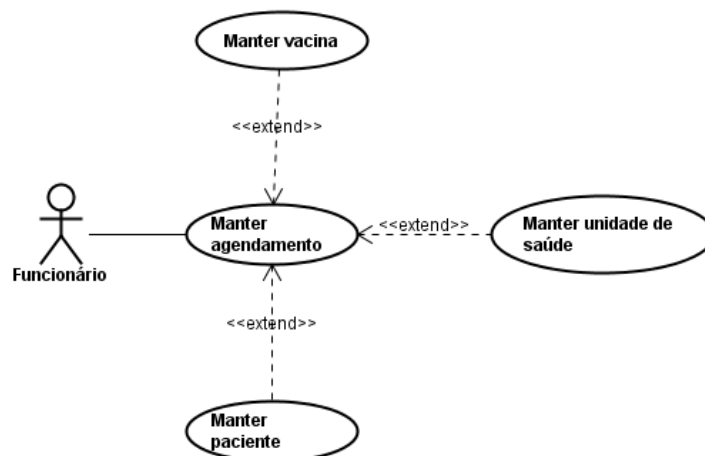 Manter vacina
<<extend>>
Manter
agendamento
<<extend>>
Manter unidade de
saúde
Funcionário
<<extend>>
Manter
paciente